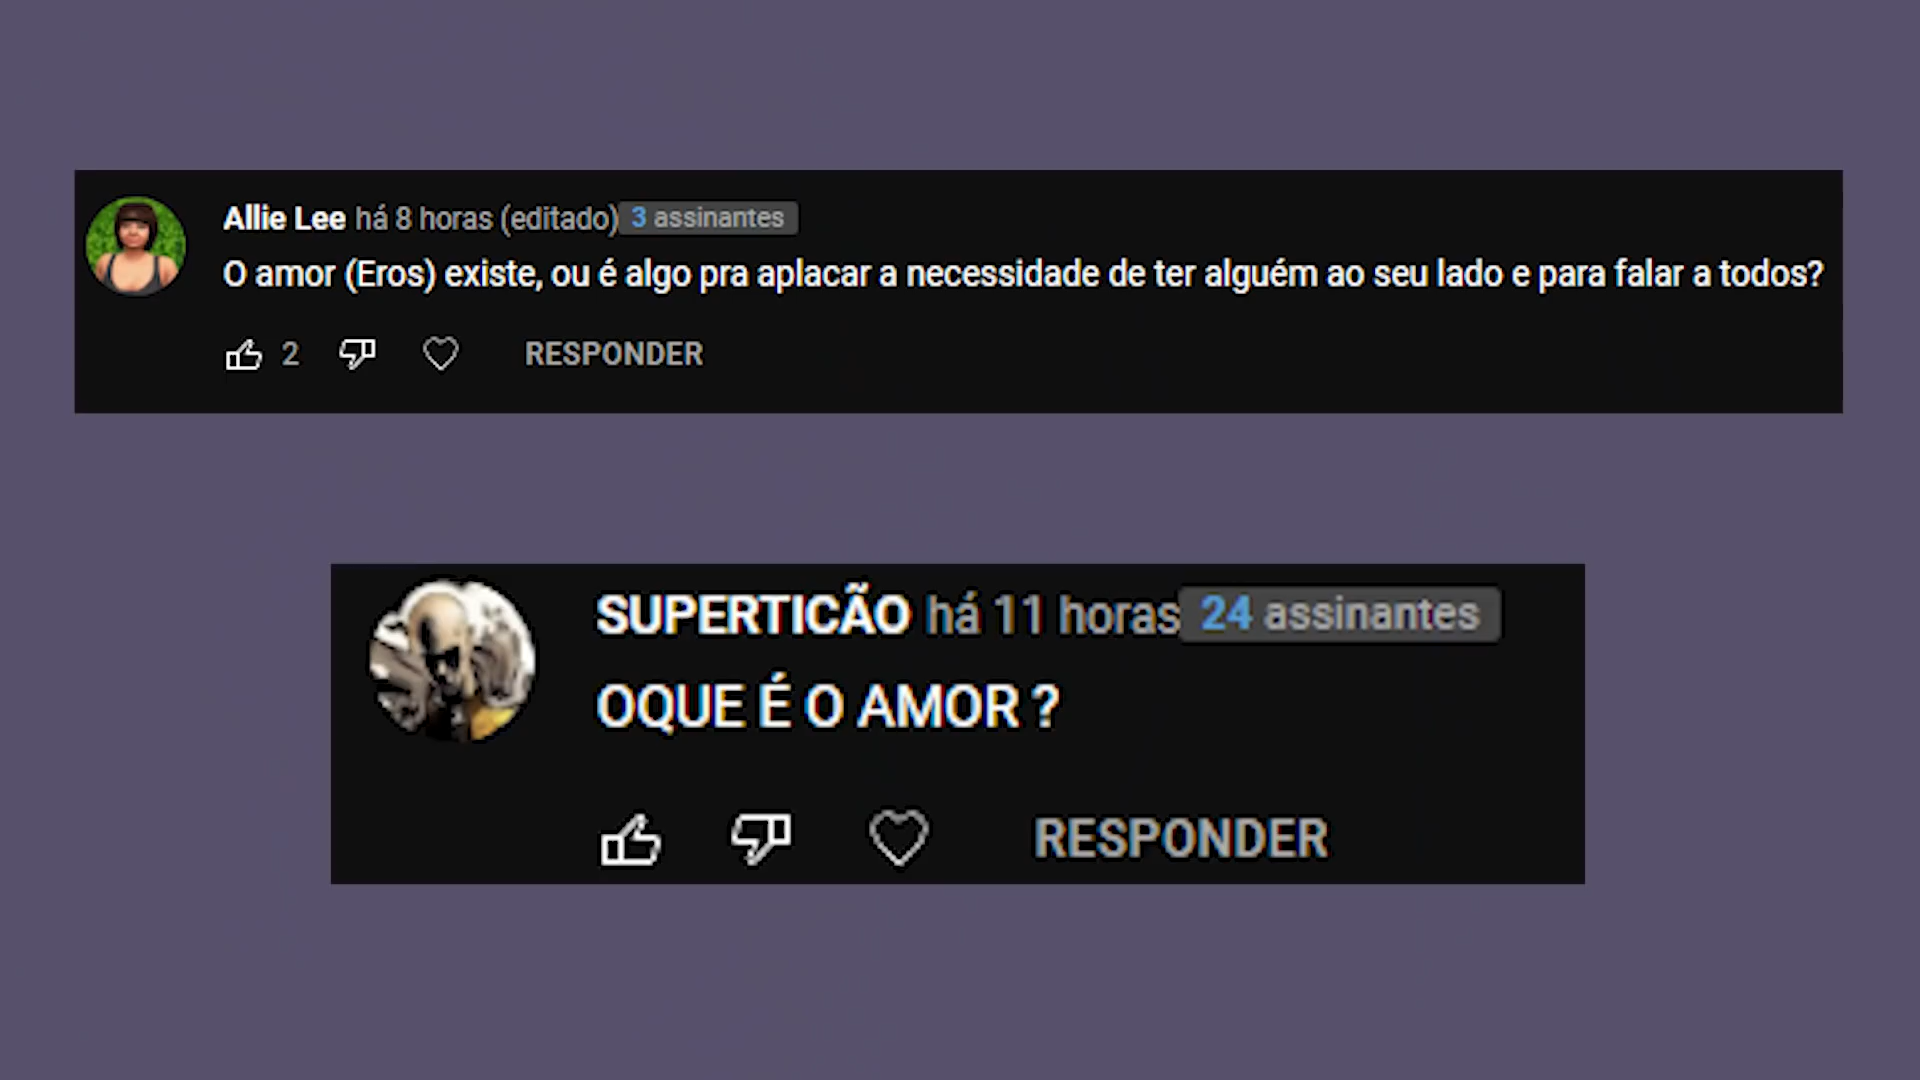 Allie Lee há 8 horas (editado) 3 assinantes
O amor (Eros) existe, ou é algo pra aplacar a necessidade de ter alguém ao seu lado e para falar a todos?
2 RESPONDER
SUPERTICÃO há 11 horas 24 assinantes
OQUE É O AMOR ?
RESPONDER